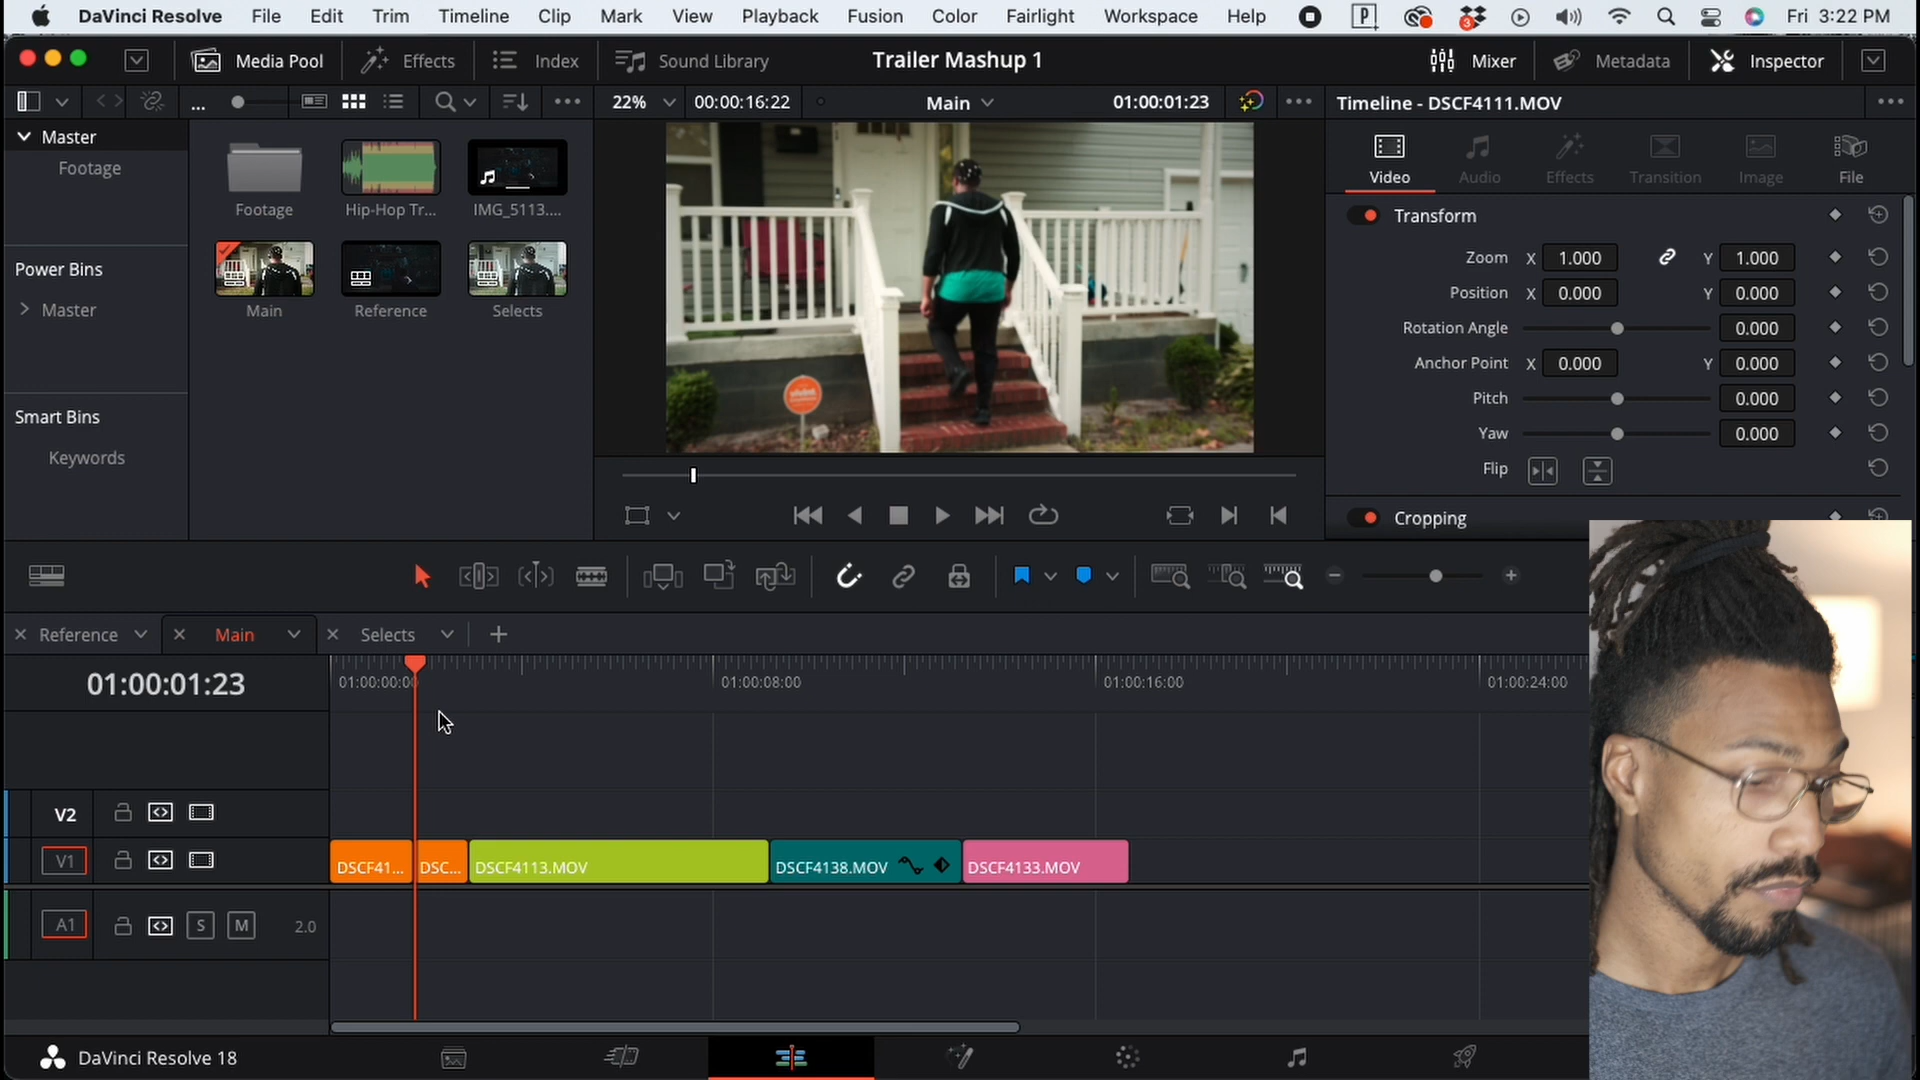 DaVinci Resolve File Edit Trim Timeline Clip Mark View Playback Fusion Color Fairlight Workspace Help P 3 Fri 3:22 PM
Media Pool Effects Index Sound Library Trailer Mashup 1 Mixer Metadata Inspector
... 22% 00:00:16:22 Main 01:00:01:23 Timeline - DSCF4111.MOV
Master
Footage
Power Bins
Master
Smart Bins
Keywords
Footage Hip-Hop Tr... IMG_5113....
Main Reference Selects
Video Audio Effects Transition Image File
Transform
Zoom X 1.000 Y 1.000
Position X 0.000 Y 0.000
Rotation Angle 0.000
Anchor Point X 0.000 Y 0.000
Pitch 0.000
Yaw 0.000
Flip
Cropping
Reference Main Selects
01:00:01:23
01:00:00:00 01:00:08:00 01:00:16:00 01:00:24:00
V2
V1 DSCF41... DSC... DSCF4113.MOV DSCF4138.MOV DSCF4133.MOV
A1 S M 2.0
DaVinci Resolve 18